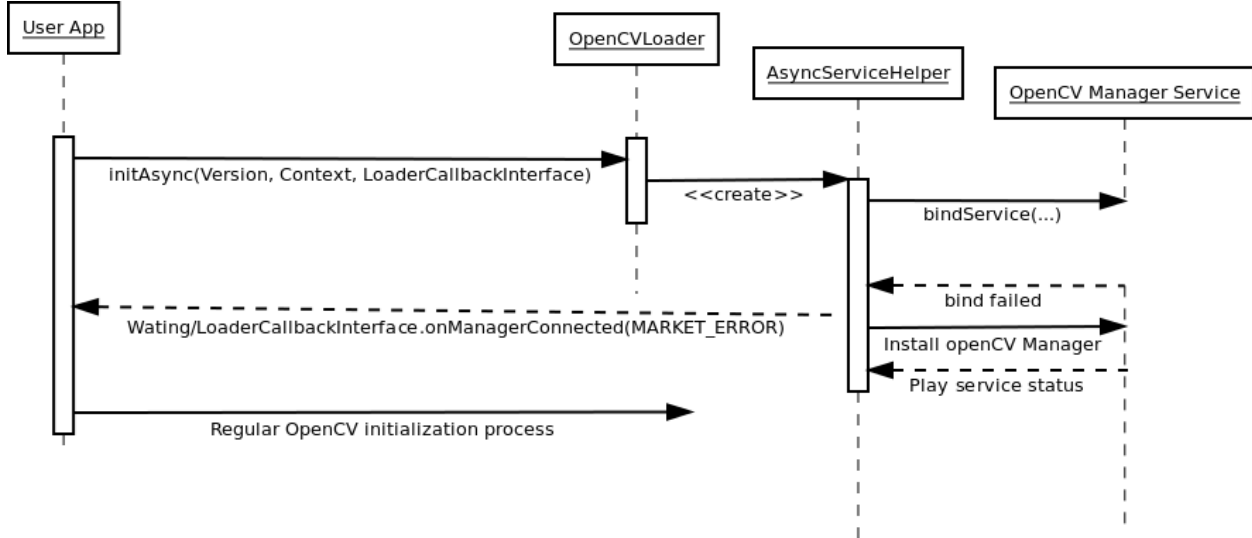 User App
OpenCVLoader
AsyncServiceHelper
OpenCV Manager Service
initAsync(Version, Context, LoaderCallbackInterface)
<<create>>
bindService(...)
bind failed
Wating/LoaderCallbackInterface.onManagerConnected(MARKET_ERROR)
Install openCV Manager
Play service status
Regular OpenCV initialization process